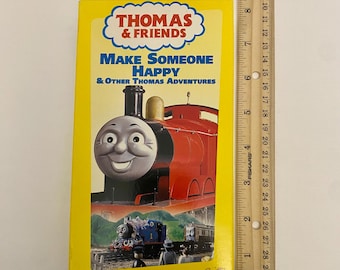 THOMAS
& FRIENDS
MAKE SOMEONE
HAPPY
& OTHER THOMAS ADVENTURES